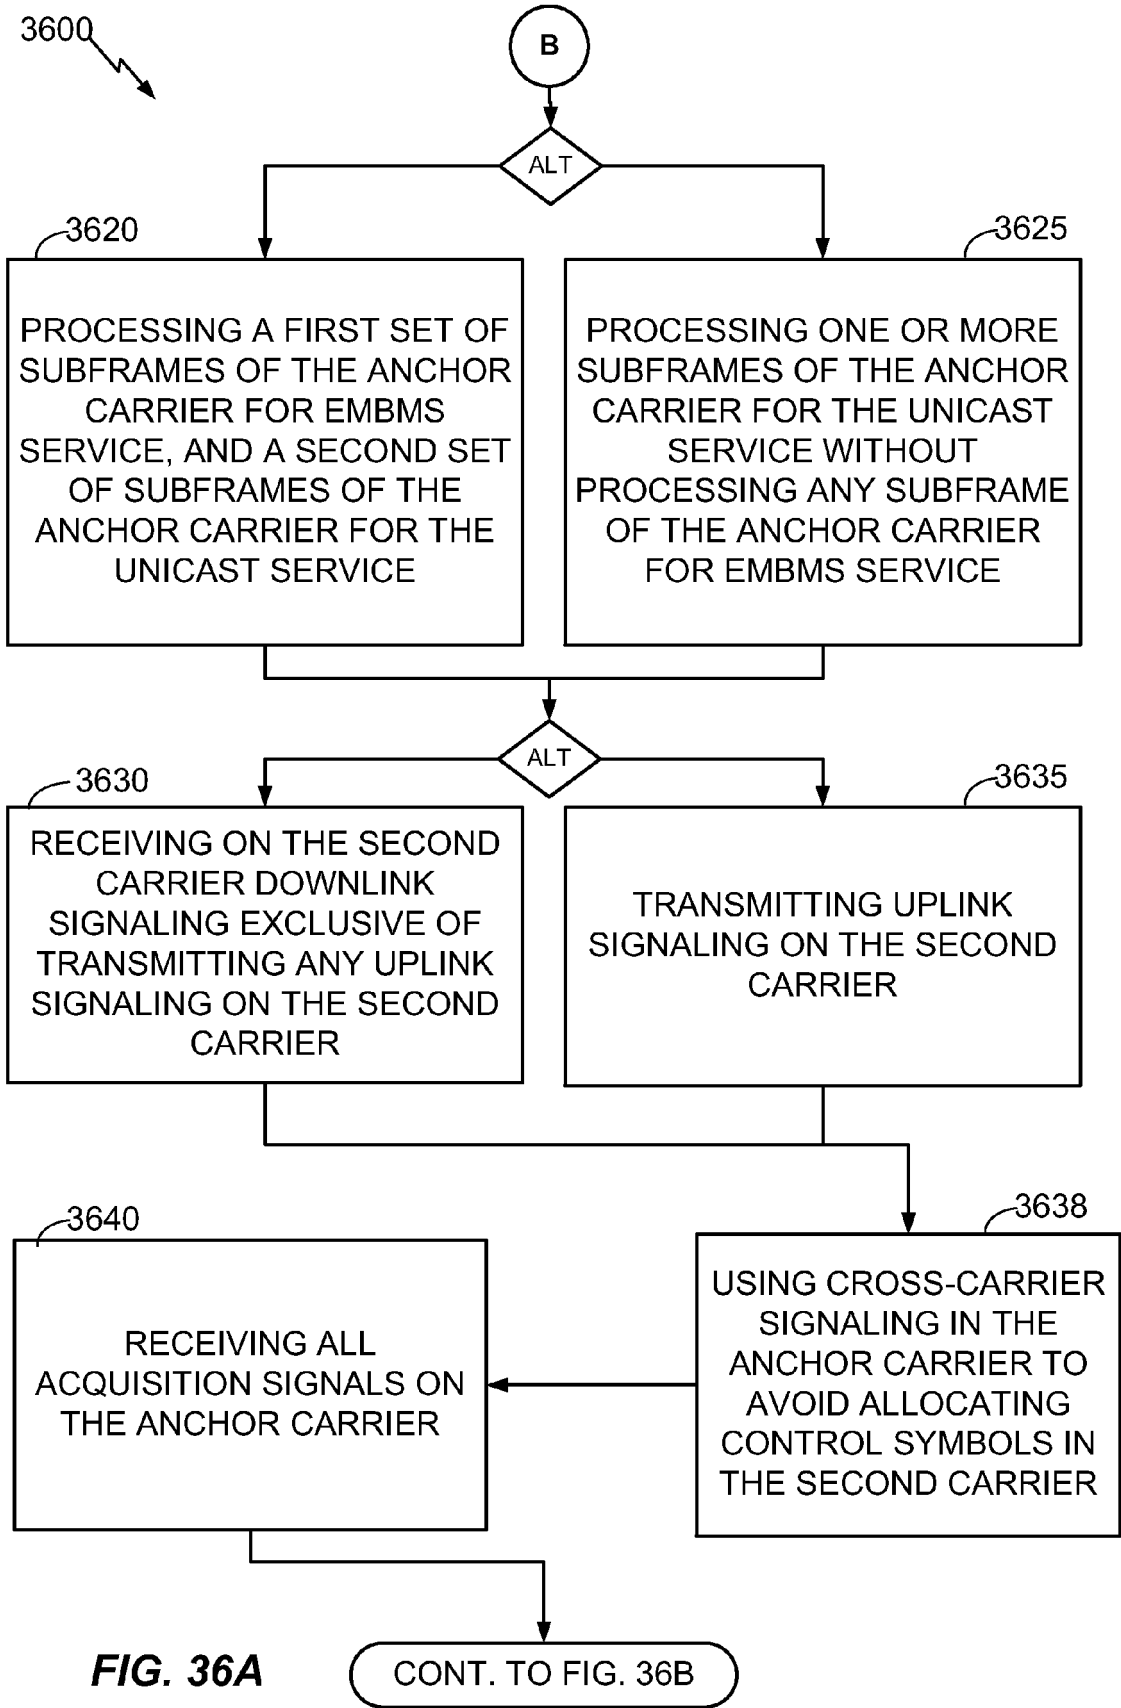 3600
B
ALT
3620
PROCESSING A FIRST SET OF
SUBFRAMES OF THE ANCHOR
CARRIER FOR EMBMS
SERVICE, AND A SECOND SET
OF SUBFRAMES OF THE
ANCHOR CARRIER FOR THE
UNICAST SERVICE
3625
PROCESSING ONE OR MORE
SUBFRAMES OF THE ANCHOR
CARRIER FOR THE UNICAST
SERVICE WITHOUT
PROCESSING ANY SUBFRAME
OF THE ANCHOR CARRIER
FOR EMBMS SERVICE
ALT
3630
RECEIVING ON THE SECOND
CARRIER DOWNLINK
SIGNALING EXCLUSIVE OF
TRANSMITTING ANY UPLINK
SIGNALING ON THE SECOND
CARRIER
3635
TRANSMITTING UPLINK
SIGNALING ON THE SECOND
CARRIER
3638
USING CROSS-CARRIER
SIGNALING IN THE
ANCHOR CARRIER TO
AVOID ALLOCATING
CONTROL SYMBOLS IN
THE SECOND CARRIER
3640
RECEIVING ALL
ACQUISITION SIGNALS ON
THE ANCHOR CARRIER
FIG. 36A
CONT. TO FIG. 36B